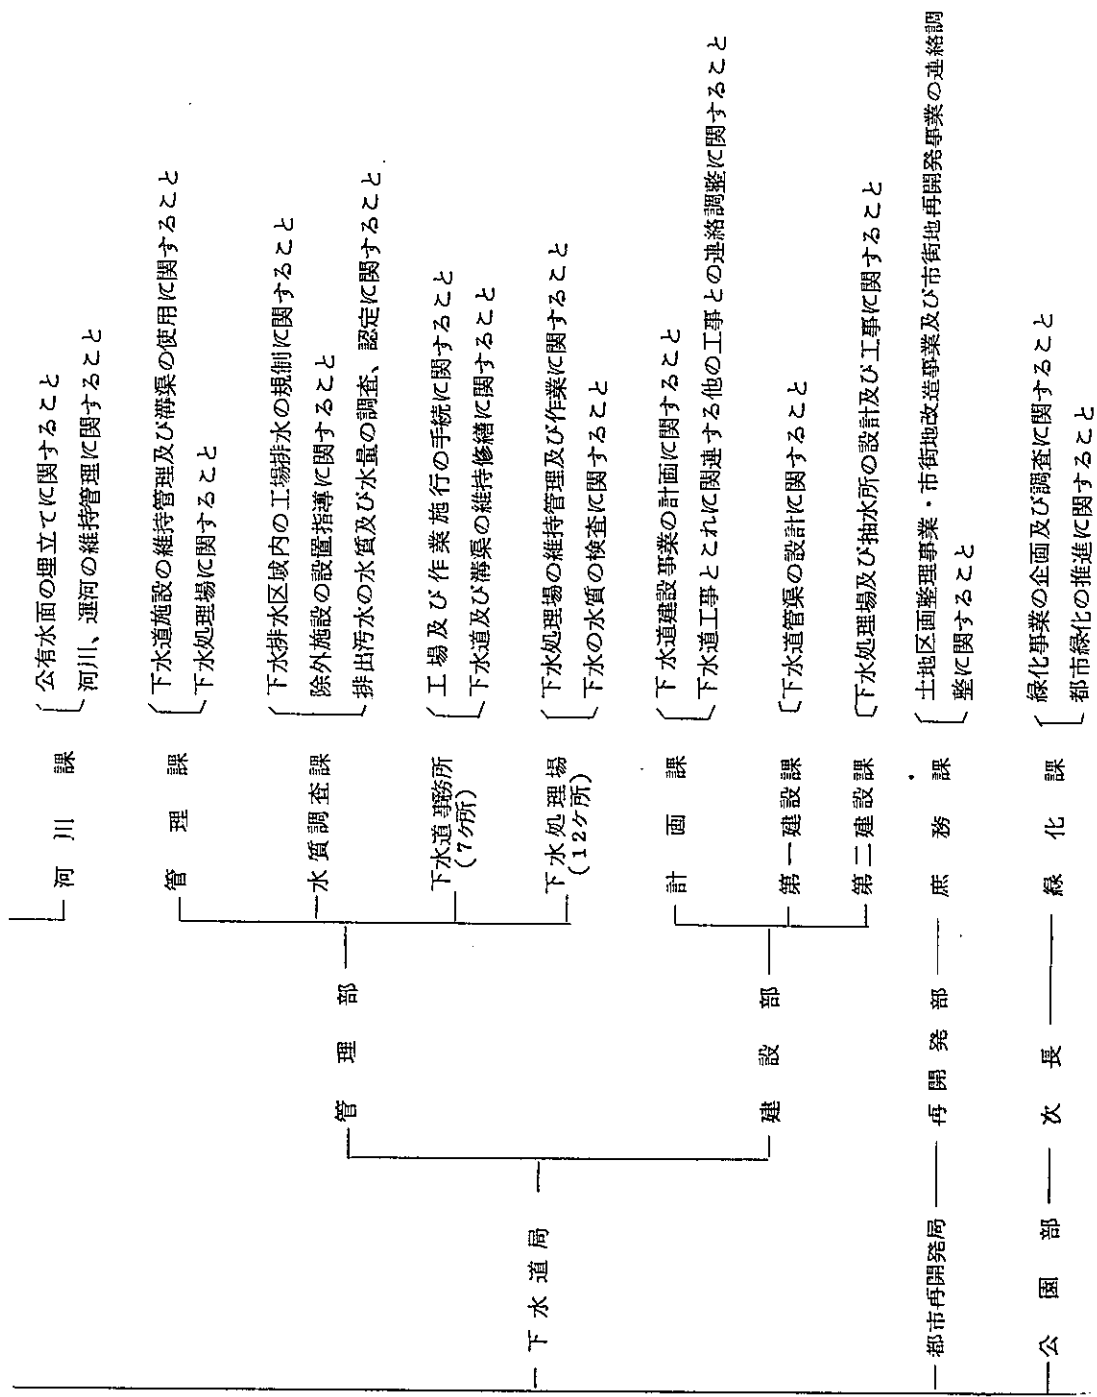 河川課
公有水面の埋立てに関すること
河川、運河の維持管理に関すること
下水道局
管理部
管理課
下水道施設の維持管理及び溝渠の使用に関すること
下水処理場に関すること
水質調査課
下水排水区域内の工場排水の規制に関すること
除外施設の設置指導に関すること
排出汚水の水質及び水量の調査、認定に関すること
下水道事務所
(7ヶ所)
工場及び作業施行の手続に関すること
下水道及び溝渠の維持修繕に関すること
下水処理場
(12ヶ所)
下水処理場の維持管理及び作業に関すること
下水の水質の検査に関すること
建設部
計画課
下水道建設事業の計画に関すること
下水道工事とこれに関連する他の工事との連絡調整に関すること
第一建設課
下水道管渠の設計に関すること
第二建設課
下水処理場及び抽水所の設計及び工事に関すること
都市再開発局
再開発部
庶務課
土地区画整理事業・市街地改造事業及び市街地再開発事業の連絡調
整に関すること
公園部
次長
緑化課
緑化事業の企画及び調査に関すること
都市緑化の推進に関すること